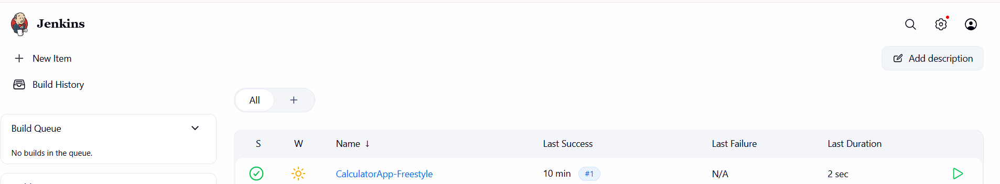 Jenkins
New Item
Add description
Build History
All
Build Queue
No builds in the queue.
S W Name ↓ Last Success Last Failure Last Duration
CalculatorApp-Freestyle 10 min #1 N/A 2 sec